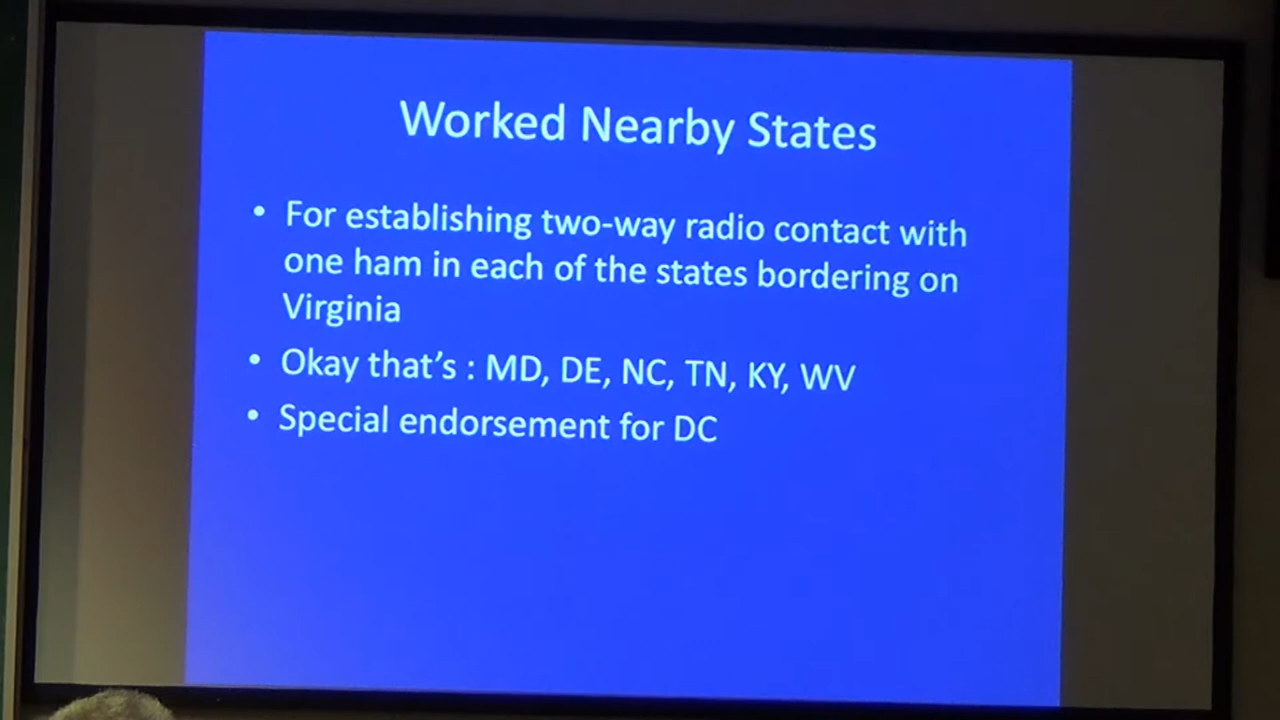 Worked Nearby States
• For establishing two-way radio contact with
one ham in each of the states bordering on
Virginia
• Okay that's : MD, DE, NC, TN, KY, WV
• Special endorsement for DC